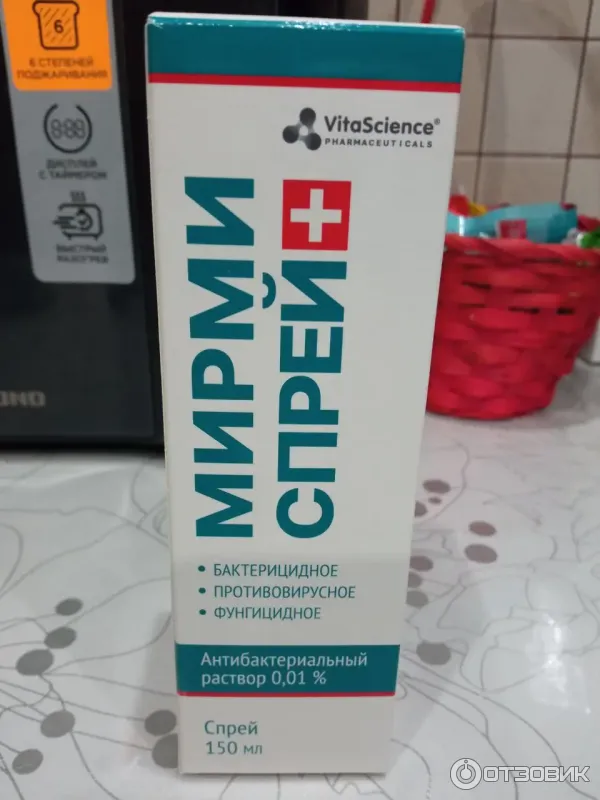 6
6 СТЕПЕНЕЙ
ПОДЖАРИВАНИЯ
ДИСПЛЕЙ
С ТАЙМЕРОМ
БЫСТРЫЙ
РАЗОГРЕВ
OND
VitaScience®
PHARMACEUTICALS
МИРМИ
СПРЕЙ
• БАКТЕРИЦИДНОЕ
• ПРОТИВОВИРУСНОЕ
• ФУНГИЦИДНОЕ
Антибактериальный
раствор 0,01 %
Спрей
150 мл
ОТЗОВИК